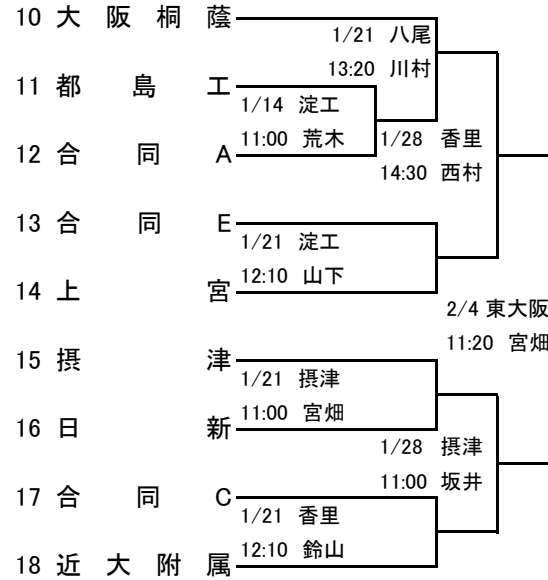 10 大阪桐蔭
1/21 八尾
13:20 川村
11 都島工
1/14 淀工
11:00 荒木
1/28 香里
14:30 西村
12 合同A
13 合同E
1/21 淀工
12:10 山下
14 上宮
2/4 東大阪
11:20 宮畑
15 摂津
1/21 摂津
11:00 宮畑
16 日新
1/28 摂津
11:00 坂井
17 合同C
1/21 香里
12:10 鈴山
18 近大附属